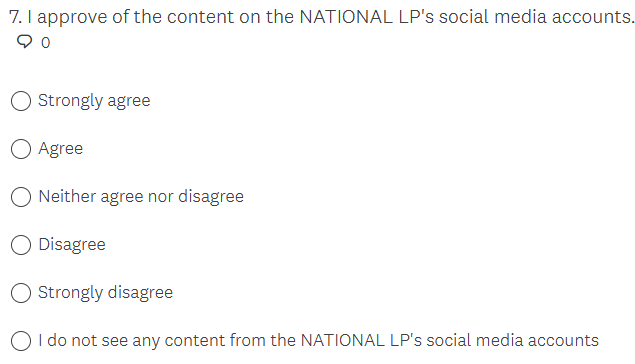 7. I approve of the content on the NATIONAL LP's social media accounts.
0
Strongly agree
Agree
Neither agree nor disagree
Disagree
Strongly disagree
I do not see any content from the NATIONAL LP's social media accounts